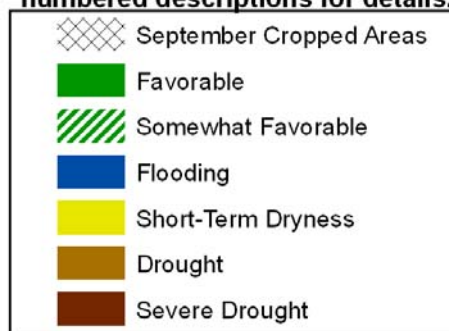 numbered descriptions for details.
September Cropped Areas
Favorable
Somewhat Favorable
Flooding
Short-Term Dryness
Drought
Severe Drought